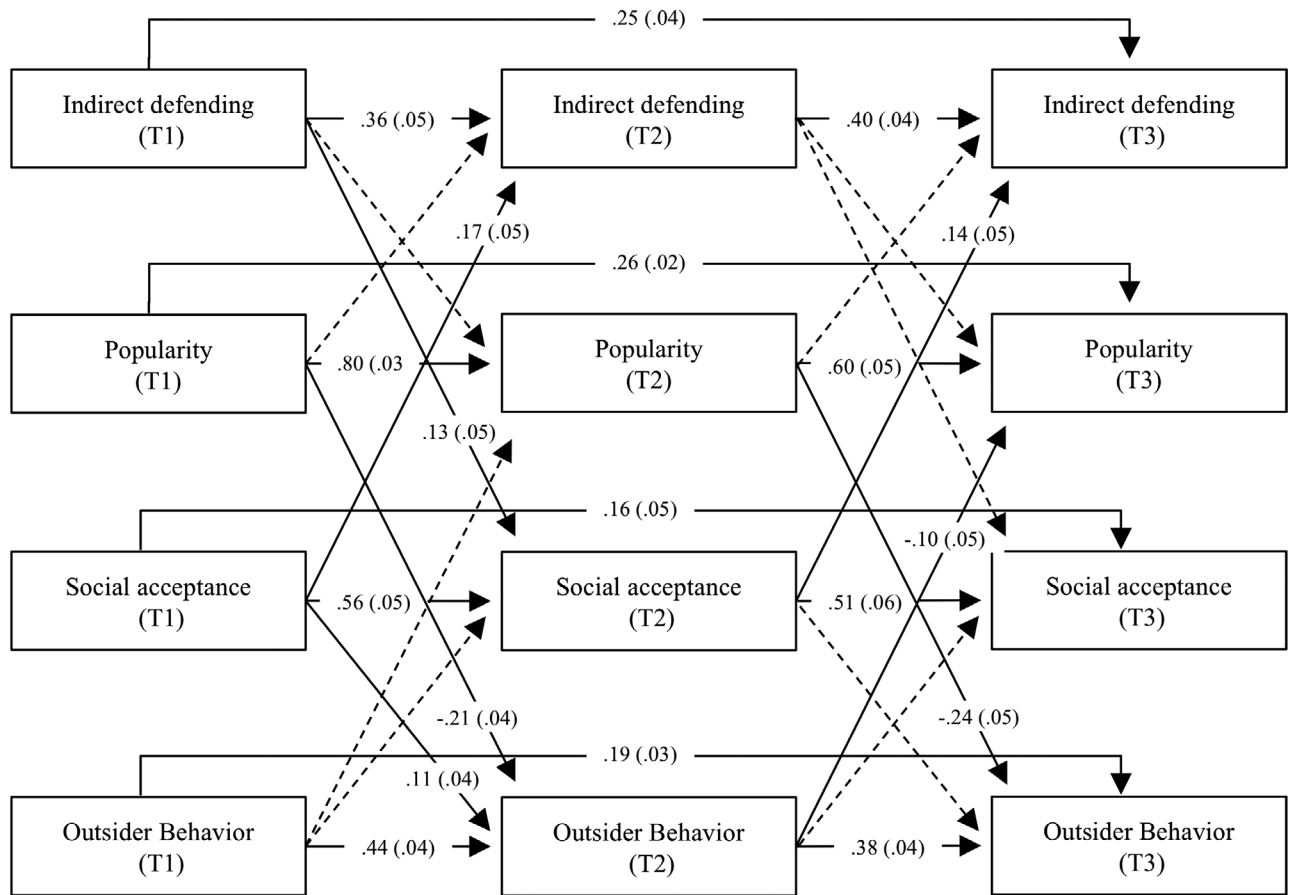 .25 (.04)
Indirect defending
(T1)
.36 (.05)
Indirect defending
(T2)
.40 (.04)
Indirect defending
(T3)
.17 (.05)
.14 (.05)
.26 (.02)
Popularity
(T1)
.80 (.03
Popularity
(T2)
.60 (.05)
Popularity
(T3)
.13 (.05)
.16 (.05)
-.10 (.05)
Social acceptance
(T1)
.56 (.05)
Social acceptance
(T2)
.51 (.06)
Social acceptance
(T3)
-.21 (.04)
-.24 (.05)
.19 (.03)
.11 (.04)
Outsider Behavior
(T1)
.44 (.04)
Outsider Behavior
(T2)
.38 (.04)
Outsider Behavior
(T3)